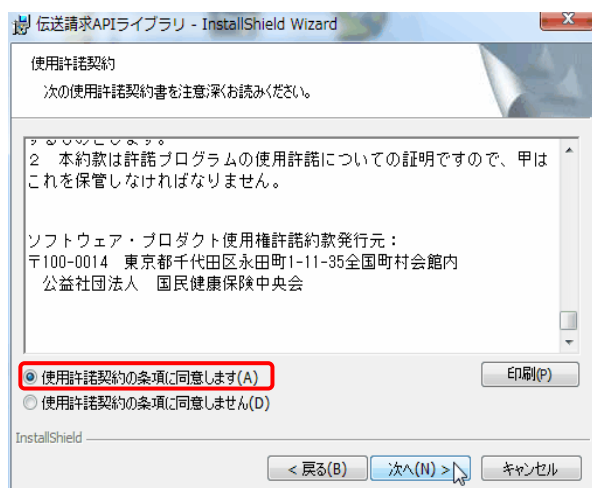 伝送請求APIライブラリ - InstallShield Wizard
使用許諾契約
次の使用許諾契約書を注意深くお読みください。
するものとします。
2　本約款は許諾プログラムの使用許諾についての証明ですので、甲は
これを保管しなければなりません。
ソフトウェア・プロダクト使用権許諾約款発行元：
〒100-0014　東京都千代田区永田町1-11-35全国町村会館内
公益社団法人　国民健康保険中央会
使用許諾契約の条項に同意します(A)
印刷(P)
使用許諾契約の条項に同意しません(D)
InstallShield
< 戻る(B)
次へ(N) >
キャンセル